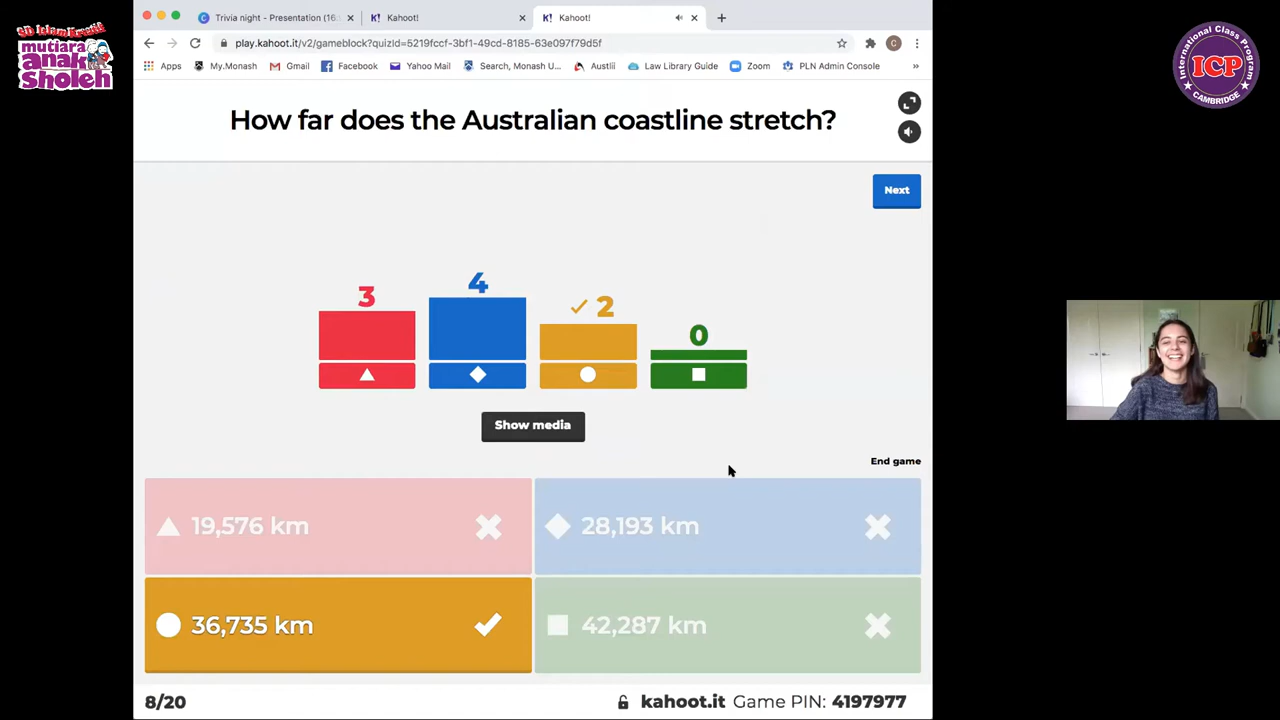 SD Islam Kreatif
mutiara
anak
Sholeh
Trivia night - Presentation (16:
K! Kahoot!
K! Kahoot!
play.kahoot.it/v2/gameblock?quizId=5219fccf-3bf1-49cd-8185-63e097f79d5f
C
Apps
My.Monash
Gmail
Facebook
Yahoo Mail
Search, Monash U...
Austlii
Law Library Guide
Zoom
PLN Admin Console
»
International Class Program
ICP
CAMBRIDGE
How far does the Australian coastline stretch?
Next
3
4
2
0
Show media
End game
19,576 km
28,193 km
36,735 km
42,287 km
8/20
kahoot.it Game PIN: 4197977